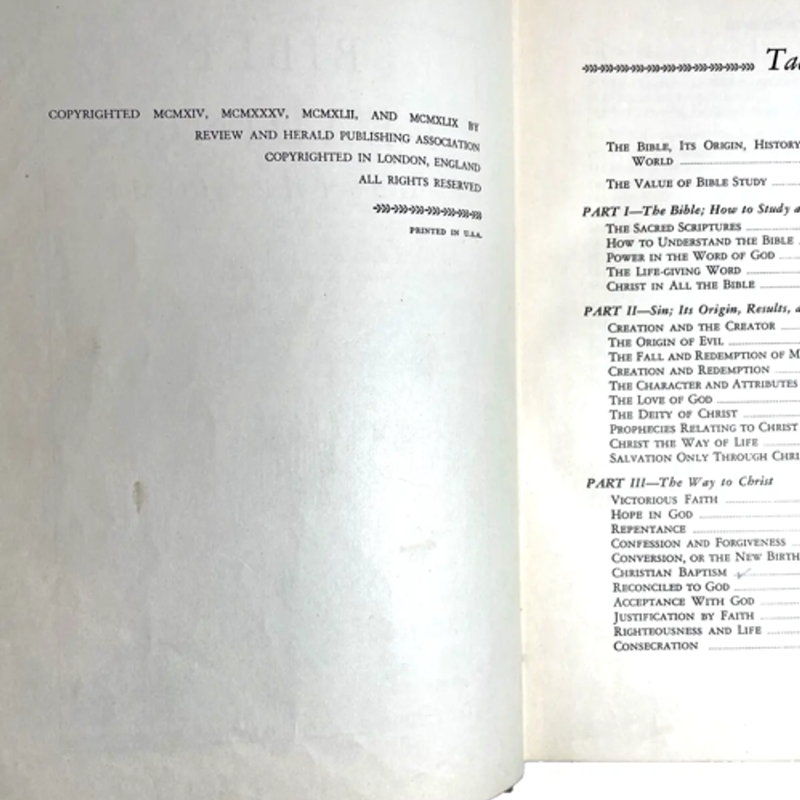 COPYRIGHTED MCMXIV, MCMXXXV, MCMXLII, AND MCMXLIX BY
REVIEW AND HERALD PUBLISHING ASSOCIATION
COPYRIGHTED IN LONDON, ENGLAND
ALL RIGHTS RESERVED
PRINTED IN U.S.A.
THE BIBLE, ITS ORIGIN, HISTORY
WORLD
THE VALUE OF BIBLE STUDY
PART I—The Bible; How to Study
THE SACRED SCRIPTURES
HOW TO UNDERSTAND THE BIBLE
POWER IN THE WORD OF GOD
THE LIFE-GIVING WORD
CHRIST IN ALL THE BIBLE
PART II—Sin; Its Origin, Results,
CREATION AND THE CREATOR
THE ORIGIN OF EVIL
THE FALL AND REDEMPTION OF
CREATION AND REDEMPTION
THE CHARACTER AND ATTRIBUTES
THE LOVE OF GOD
THE DEITY OF CHRIST
PROPHECIES RELATING TO CHRIST
CHRIST THE WAY OF LIFE
SALVATION ONLY THROUGH
PART III—The Way to Christ
VICTORIOUS FAITH
HOPE IN GOD
REPENTANCE
CONFESSION AND FORGIVENESS
CONVERSION, OR THE NEW BIRTH
CHRISTIAN BAPTISM
RECONCILED TO GOD
ACCEPTANCE WITH GOD
JUSTIFICATION BY FAITH
RIGHTEOUSNESS AND LIFE
CONSECRATION